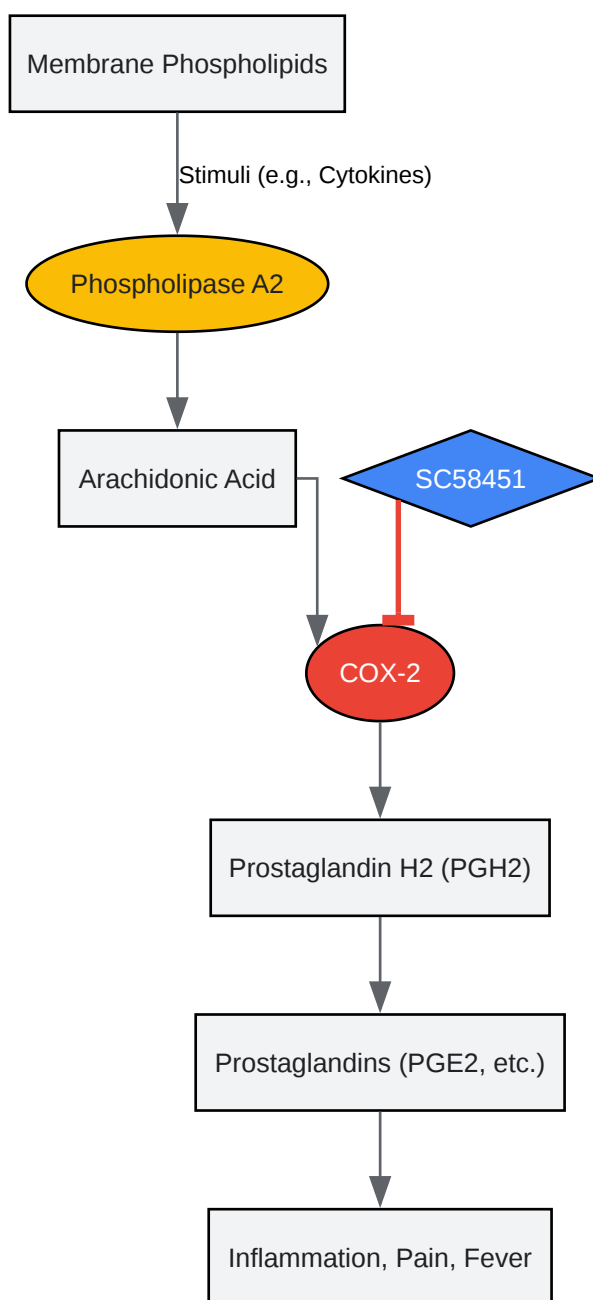 Membrane Phospholipids
Stimuli (e.g., Cytokines)
Phospholipase A2
Arachidonic Acid
SC58451
COX-2
Prostaglandin H2 (PGH2)
Prostaglandins (PGE2, etc.)
Inflammation, Pain, Fever